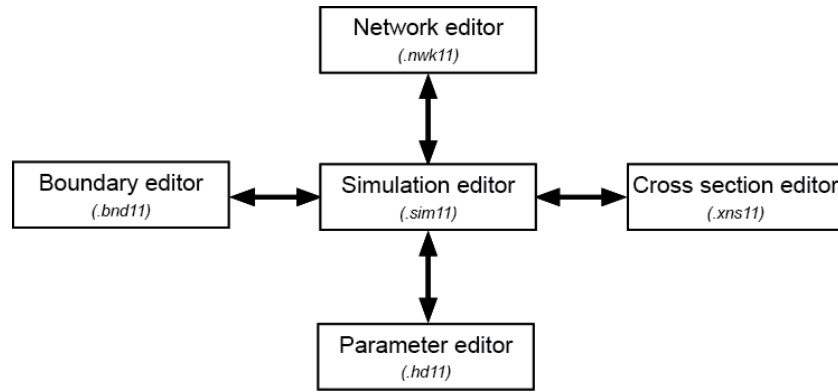 Network editor
(.nwk11)
Boundary editor
(.bnd11)
Simulation editor
(.sim11)
Cross section editor
(.xns11)
Parameter editor
(.hd11)